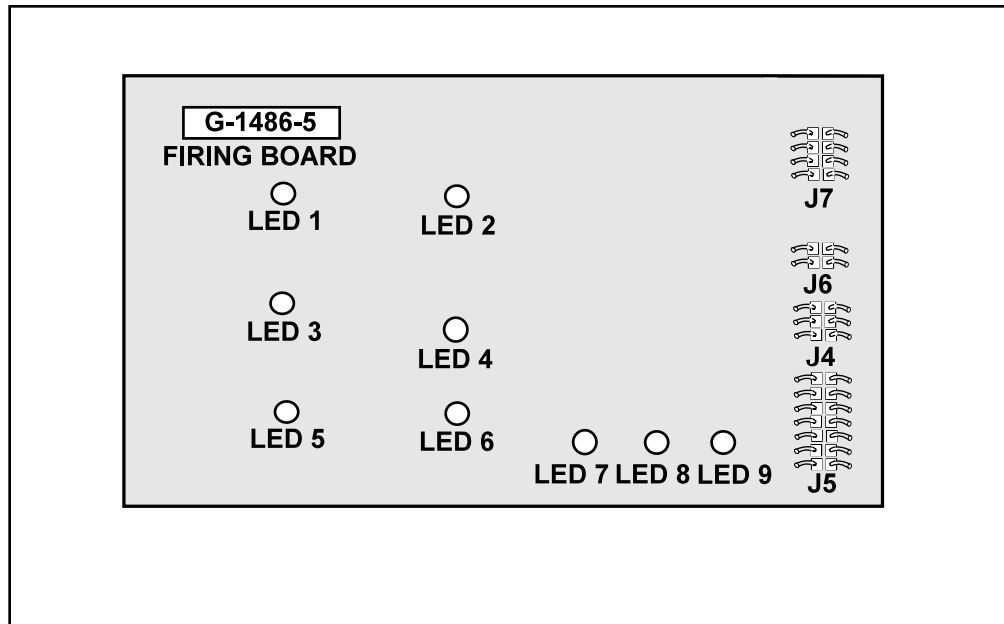 G-1486-5
FIRING BOARD
LED 1
LED 2
J7
J6
LED 3
LED 4
J4
LED 5
LED 6
LED 7 LED 8 LED 9
J5